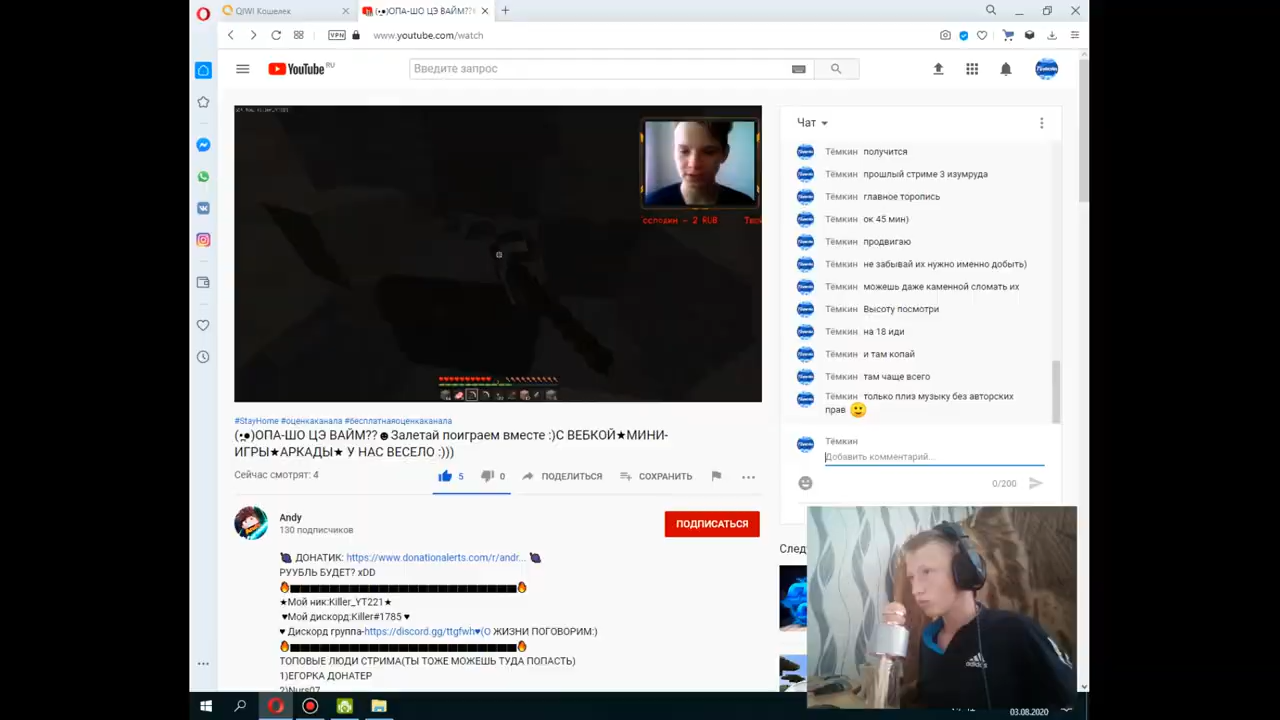 QIWI Кошелек
(·̫·)ОПА-ШО ЦЭ ВАЙМ??
VPN
www.youtube.com/watch
YouTube RU
Введите запрос
Тёмкин
Чат
Тёмкин получится
Тёмкин прошлый стриме 3 изумруда
Тёмкин главное торопись
Тёмкин ок 45 мин)
Тёмкин продвигаю
Тёмкин не забывай их нужно именно добыть)
Тёмкин можешь даже каменной сломать их
Тёмкин Высоту посмотри
Тёмкин на 18 иди
Тёмкин и там копай
Тёмкин там чаще всего
Тёмкин только плиз музыку без авторских
прав 🙂
Тёмкин
Добавить комментарий...
0/200
осподин - 2 RUB
#StayHome #оценкаканала #бесплатнаяоценкаканала
(·̫·)ОПА-ШО ЦЭ ВАЙМ??☻Залетай поиграем вместе :)С ВЕБКОЙ★МИНИ-
ИГРЫ★АРКАДЫ★ У НАС ВЕСЕЛО :)))
Сейчас смотрят: 4
5
0
ПОДЕЛИТЬСЯ
СОХРАНИТЬ
Andy
130 подписчиков
ПОДПИСАТЬСЯ
ДОНАТИК: https://www.donationalerts.com/r/andr...
РУУБЛЬ БУДЕТ? xDD
★Мой ник:Killer_YT221★
♥Мой дискорд:Killer#1785 ♥
♥ Дискорд группа-https://discord.gg/ttgfwh♥(О ЖИЗНИ ПОГОВОРИМ:)
ТОПОВЫЕ ЛЮДИ СТРИМА(ТЫ ТОЖЕ МОЖЕШЬ ТУДА ПОПАСТЬ)
1)ЕГОРКА ДОНАТЕР
2)Nurs07
След
adidas
03.08.2020